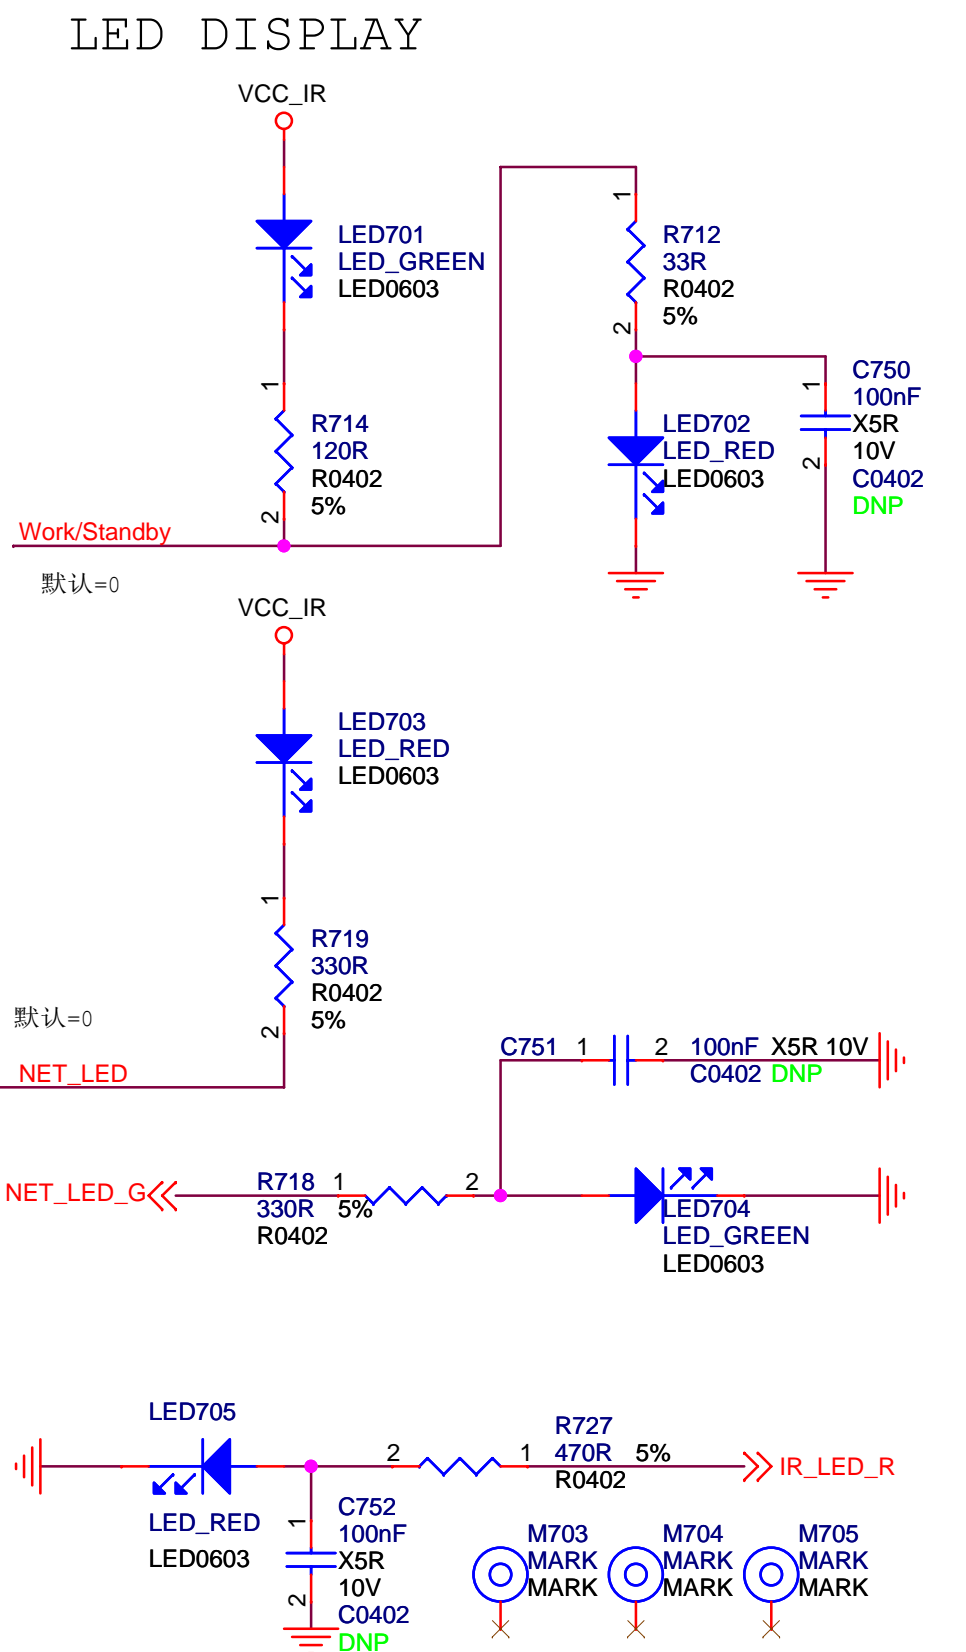 LED DISPLAY
VCC_IR
LED701
LED_GREEN
LED0603
1
R714
120R
R0402
5%
2
Work/Standby
默认=0
1
R712
33R
R0402
5%
2
LED702
LED_RED
LED0603
1
2
C750
100nF
X5R
10V
C0402
DNP
VCC_IR
LED703
LED_RED
LED0603
1
R719
330R
R0402
5%
2
默认=0
NET_LED
C751 1 2 100nF X5R 10V
C0402 DNP
NET_LED_G
R718 1 2
330R 5%
R0402
LED704
LED_GREEN
LED0603
LED705
LED_RED
LED0603
2
R727
1 470R 5%
R0402
IR_LED_R
1
2
C752
100nF
X5R
10V
C0402
DNP
M703
MARK
MARK
M704
MARK
MARK
M705
MARK
MARK